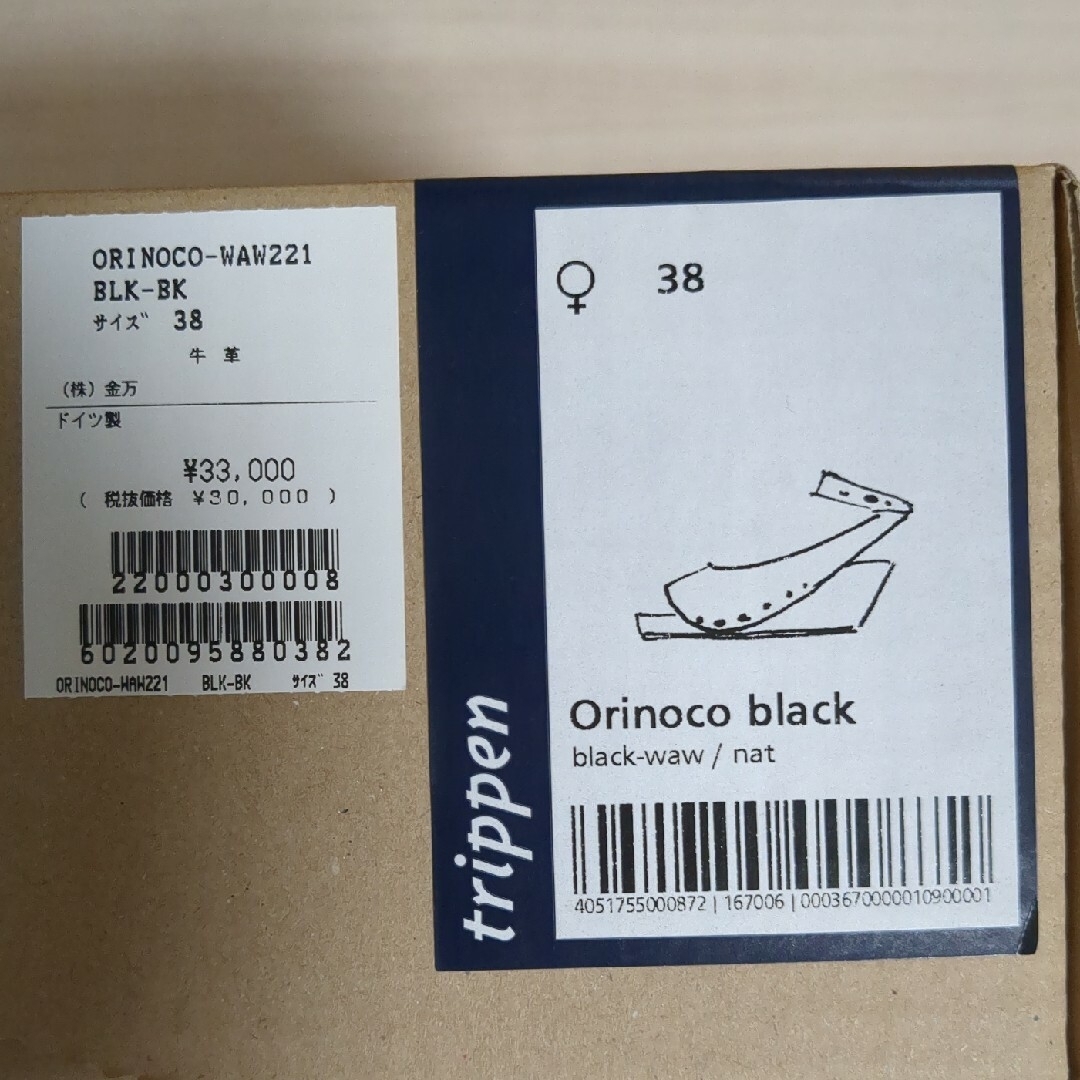 ORINOCO-WAW221
BLK-BK
サイズ 38
牛 革
(株) 金万
ドイツ製
¥33,000
( 税抜価格 ¥30,000 )
22000300008
6020095880382
ORINOCO-WAW221 BLK-BK サイズ 38
♀ 38
Orinoco black
black-waw / nat
4051755000872 | 167006 | 0003670000010900001
trippen